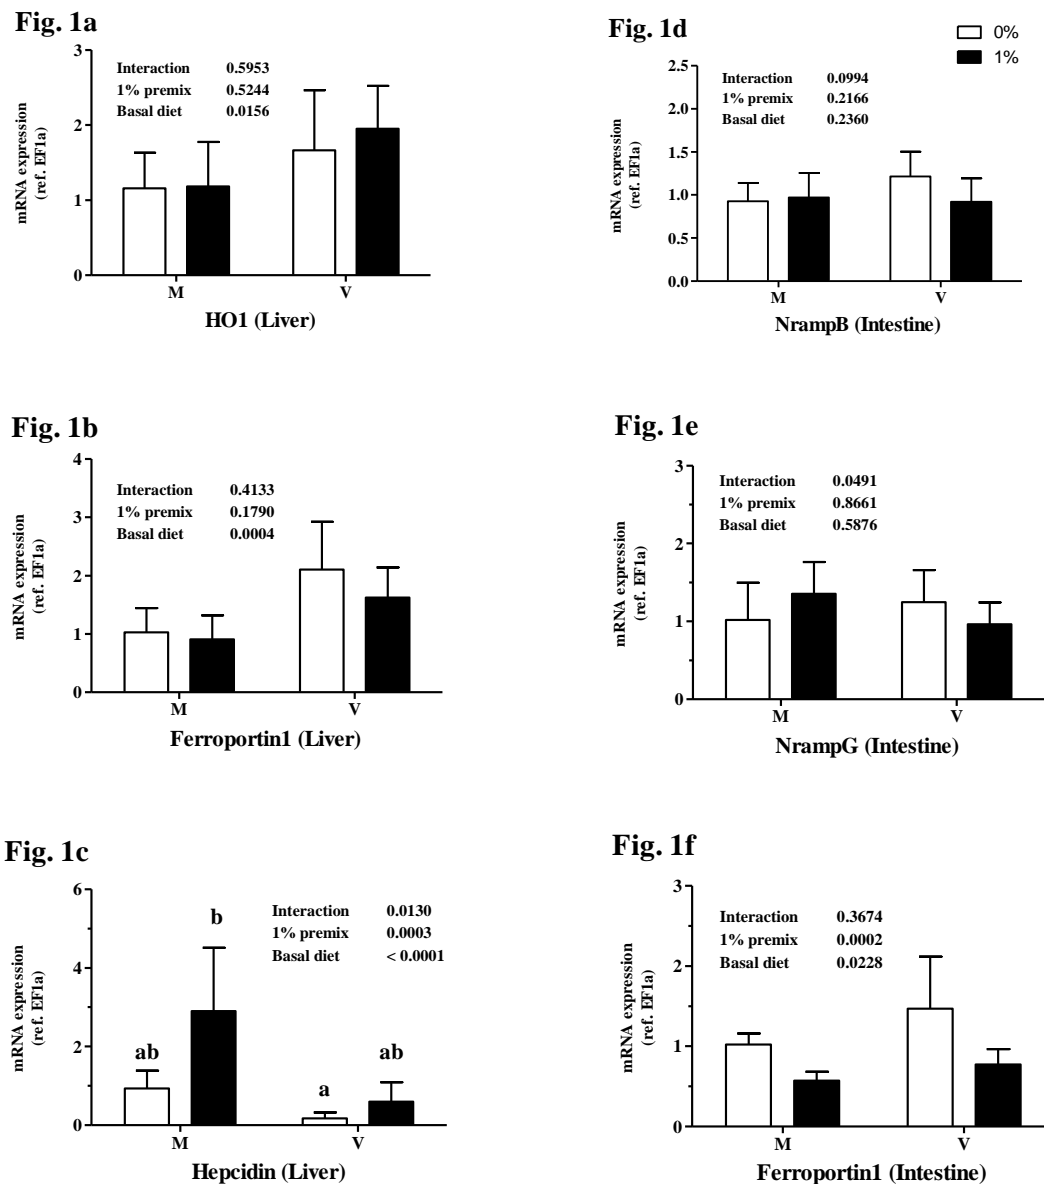 Fig. 1a
3
2
1
0
mRNA expression
(ref. EF1a)
Interaction 0.5953
1% premix 0.5244
Basal diet 0.0156
M V
HO1 (Liver)
Fig. 1d
0%
1%
2.5
2.0
1.5
1.0
0.5
0.0
mRNA expression
(ref. EF1a)
Interaction 0.0994
1% premix 0.2166
Basal diet 0.2360
M V
NrampB (Intestine)
Fig. 1b
4
3
2
1
0
mRNA expression
(ref. EF1a)
Interaction 0.4133
1% premix 0.1790
Basal diet 0.0004
M V
Ferroportin1 (Liver)
Fig. 1e
3
2
1
0
mRNA expression
(ref. EF1a)
Interaction 0.0491
1% premix 0.8661
Basal diet 0.5876
M V
NrampG (Intestine)
Fig. 1c
6
4
2
0
mRNA expression
(ref. EF1a)
Interaction 0.0130
1% premix 0.0003
Basal diet < 0.0001
ab b a ab
M V
Hepcidin (Liver)
Fig. 1f
3
2
1
0
mRNA expression
(ref. EF1a)
Interaction 0.3674
1% premix 0.0002
Basal diet 0.0228
M V
Ferroportin1 (Intestine)